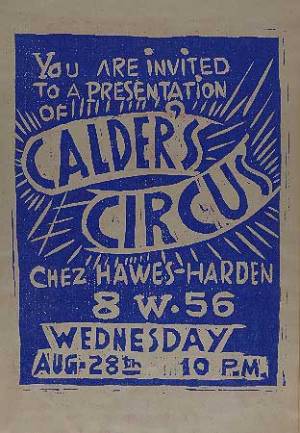 YOU ARE INVITED
TO A PRESENTATION
OF
CALDER'S
CIRCUS
CHEZ HAWES-HARDEN
8 W. 56
WEDNESDAY
AUG. 28th 10 P.M.